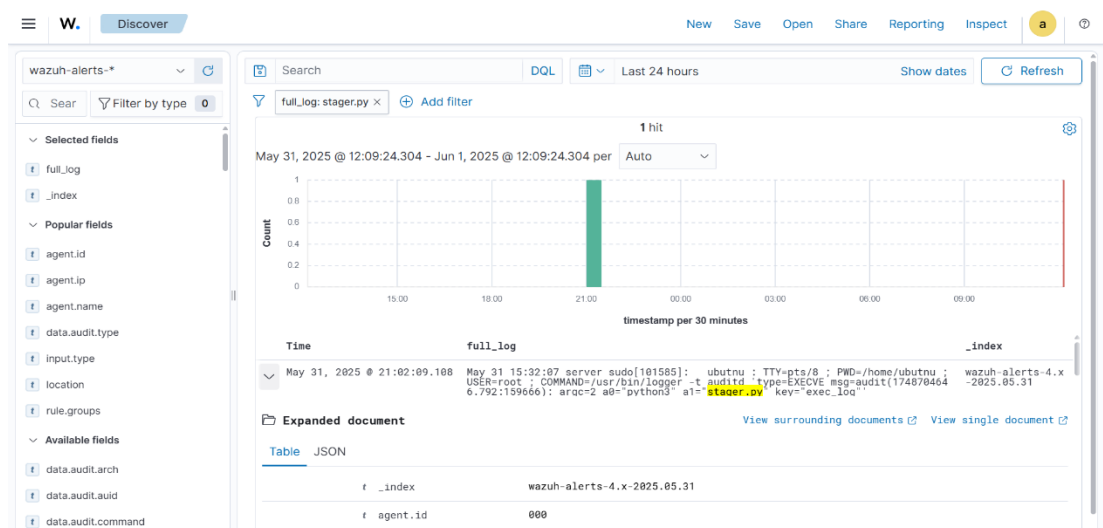 W. Discover New Save Open Share Reporting Inspect a
wazuh-alerts-*
Search DQL Last 24 hours Show dates Refresh
Sear Filter by type 0
full_log: stager.py × Add filter
Selected fields
t full_log
t _index
Popular fields
t agent.id
t agent.ip
t agent.name
t data.audit.type
t input.type
t location
t rule.groups
Available fields
t data.audit.arch
t data.audit.auid
t data.audit.command
1 hit
May 31, 2025 @ 12:09:24.304 - Jun 1, 2025 @ 12:09:24.304 per Auto
Count
1
0.8
0.6
0.4
0.2
0
15:00 18:00 21:00 00:00 03:00 06:00 09:00
timestamp per 30 minutes
Time full_log _index
May 31, 2025 @ 21:02:09.108 May 31 15:32:07 server sudo[101585]: ubutnu ; TTY=pts/8 ; PWD=/home/ubutnu ; wazuh-alerts-4.x
USER=root ; COMMAND=/usr/bin/logger -t auditd type=EXECVE msg=audit(174870464 -2025.05.31
6.792:159666): argc=2 a0="python3" a1="stager.py" key="exec_log"'
Expanded document View surrounding documents View single document
Table JSON
t _index wazuh-alerts-4.x-2025.05.31
t agent.id 000